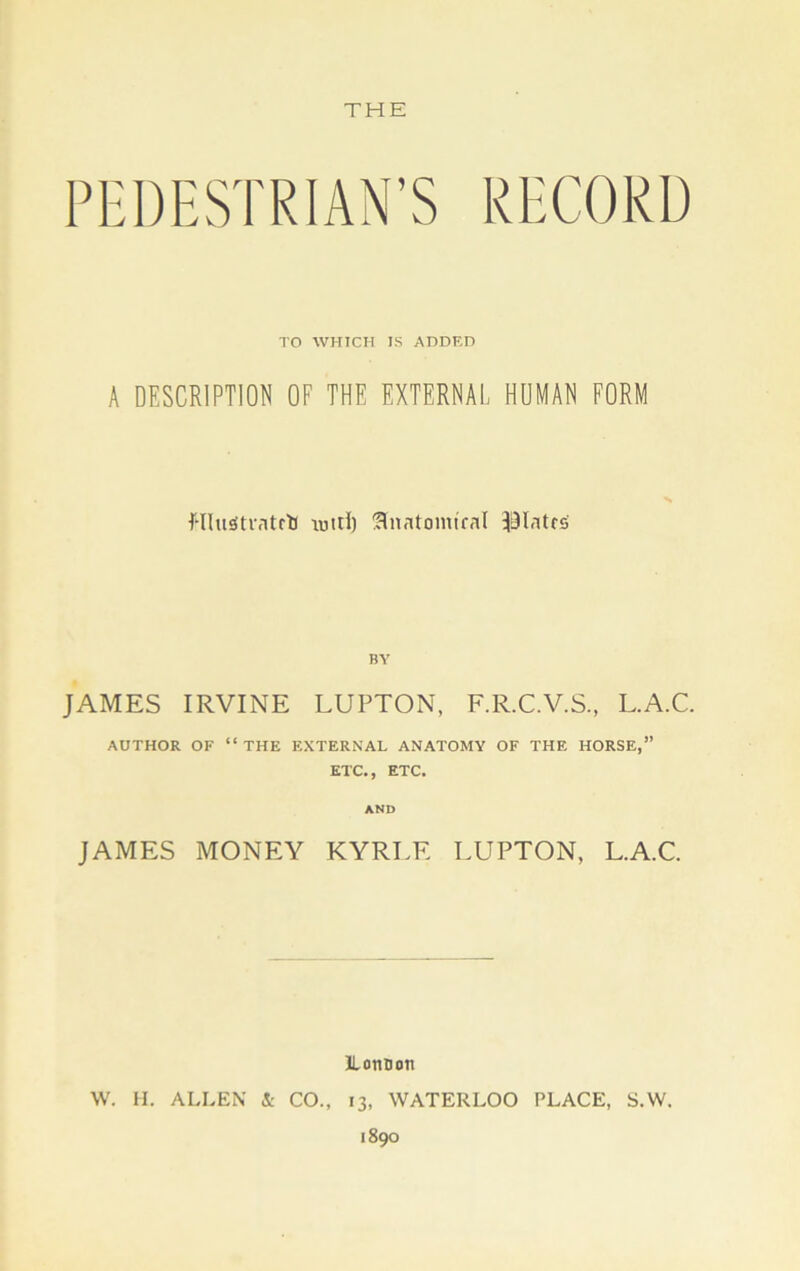 THE
PEDESTRIAN'S RECORD
TO WHICH IS ADDED
A DESCRIPTION OF THE EXTERNAL HUMAN FORM
Illustrated with Anatomical Plates
BY
JAMES IRVINE LUPTON, F.R.C.V.S., L.A.C.
AUTHOR OF “THE EXTERNAL ANATOMY OF THE HORSE,”
ETC., ETC.
AND
JAMES MONEY KYRLE LUPTON, L.A.C.
London
W. H. ALLEN & CO., 13, WATERLOO PLACE, S.W.
1890